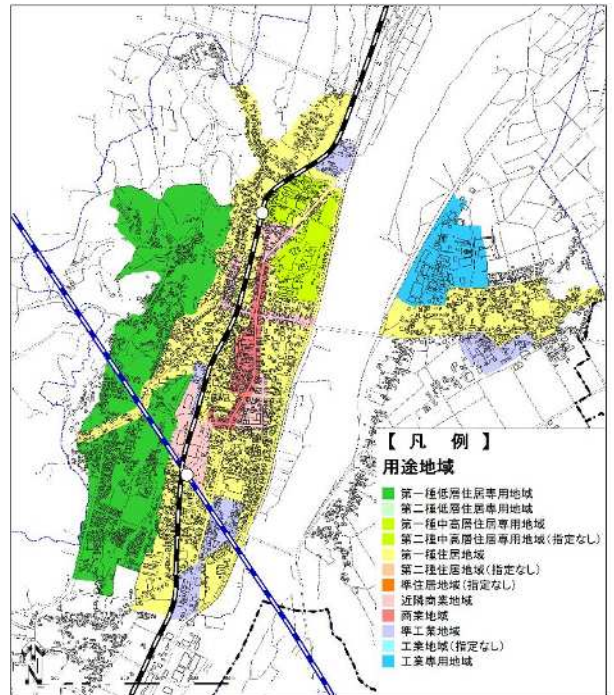 【 凡 例 】
用途地域
第一種低層住居専用地域
第二種低層住居専用地域
第一種中高層住居専用地域
第二種中高層住居専用地域(指定なし)
第一種住居地域
第二種住居地域(指定なし)
準住居地域(指定なし)
近隣商業地域
商業地域
準工業地域
工業地域(指定なし)
工業専用地域
N